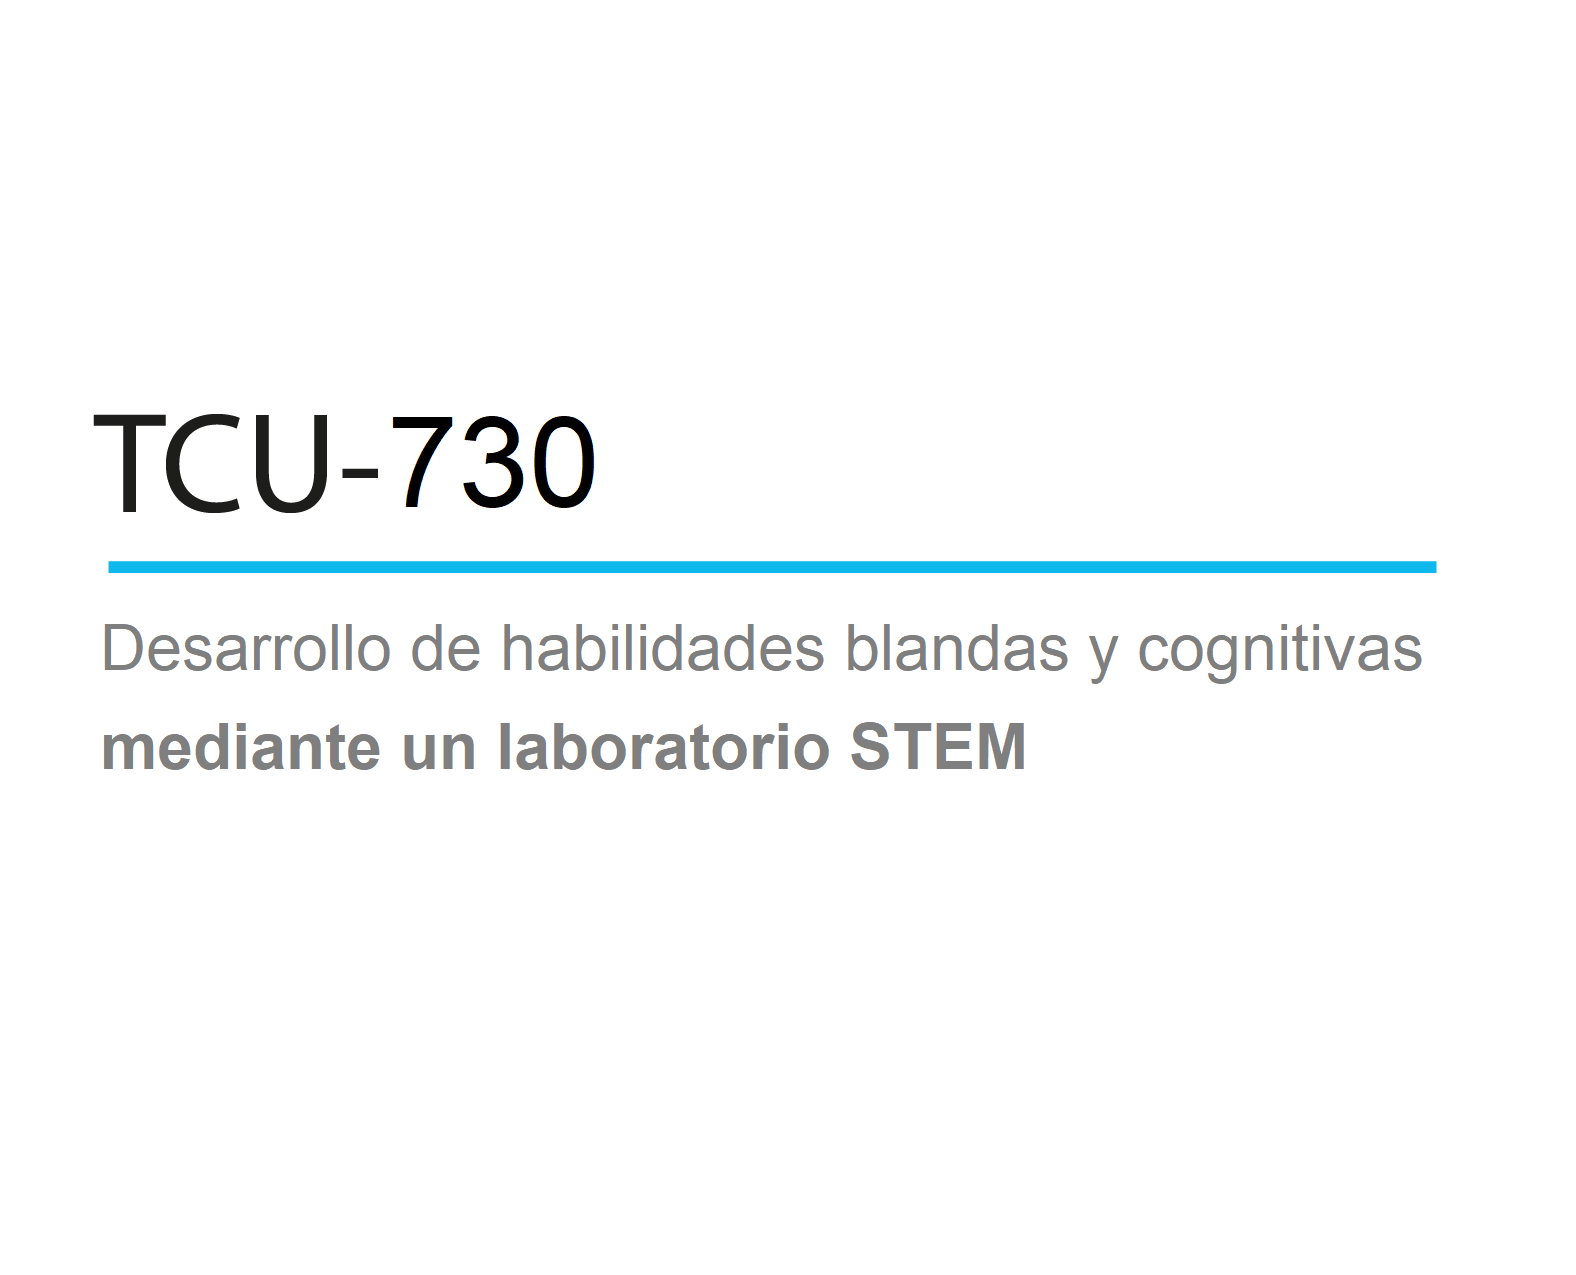 TCU-730
Desarrollo de habilidades blandas y cognitivas
mediante un laboratorio STEM